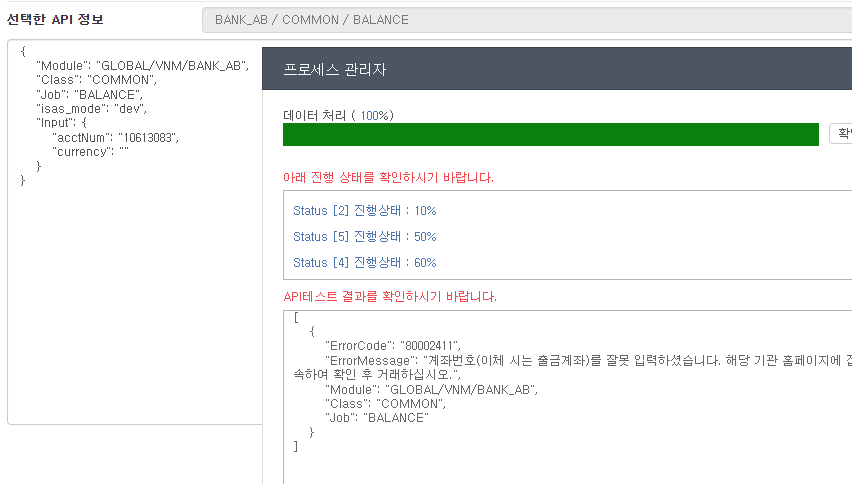 선택한 API 정보
BANK_AB / COMMON / BALANCE
{
"Module": "GLOBAL/VNM/BANK_AB",
"Class": "COMMON",
"Job": "BALANCE",
"isas_mode": "dev",
"Input": {
"acctNum": "10613083",
"currency": ""
}
}
프로세스 관리자
데이터 처리 ( 100%)
아래 진행 상태를 확인하시기 바랍니다.
Status [2] 진행상태 : 10%
Status [5] 진행상태 : 50%
Status [4] 진행상태 : 60%
API테스트 결과를 확인하시기 바랍니다.
[
{
"ErrorCode": "80002411",
"ErrorMessage": "계좌번호(이체 시는 출금계좌)를 잘못 입력하셨습니다. 해당 기관 홈페이지에 접
속하여 확인 후 거래하십시오.",
"Module": "GLOBAL/VNM/BANK_AB",
"Class": "COMMON",
"Job": "BALANCE"
}
]